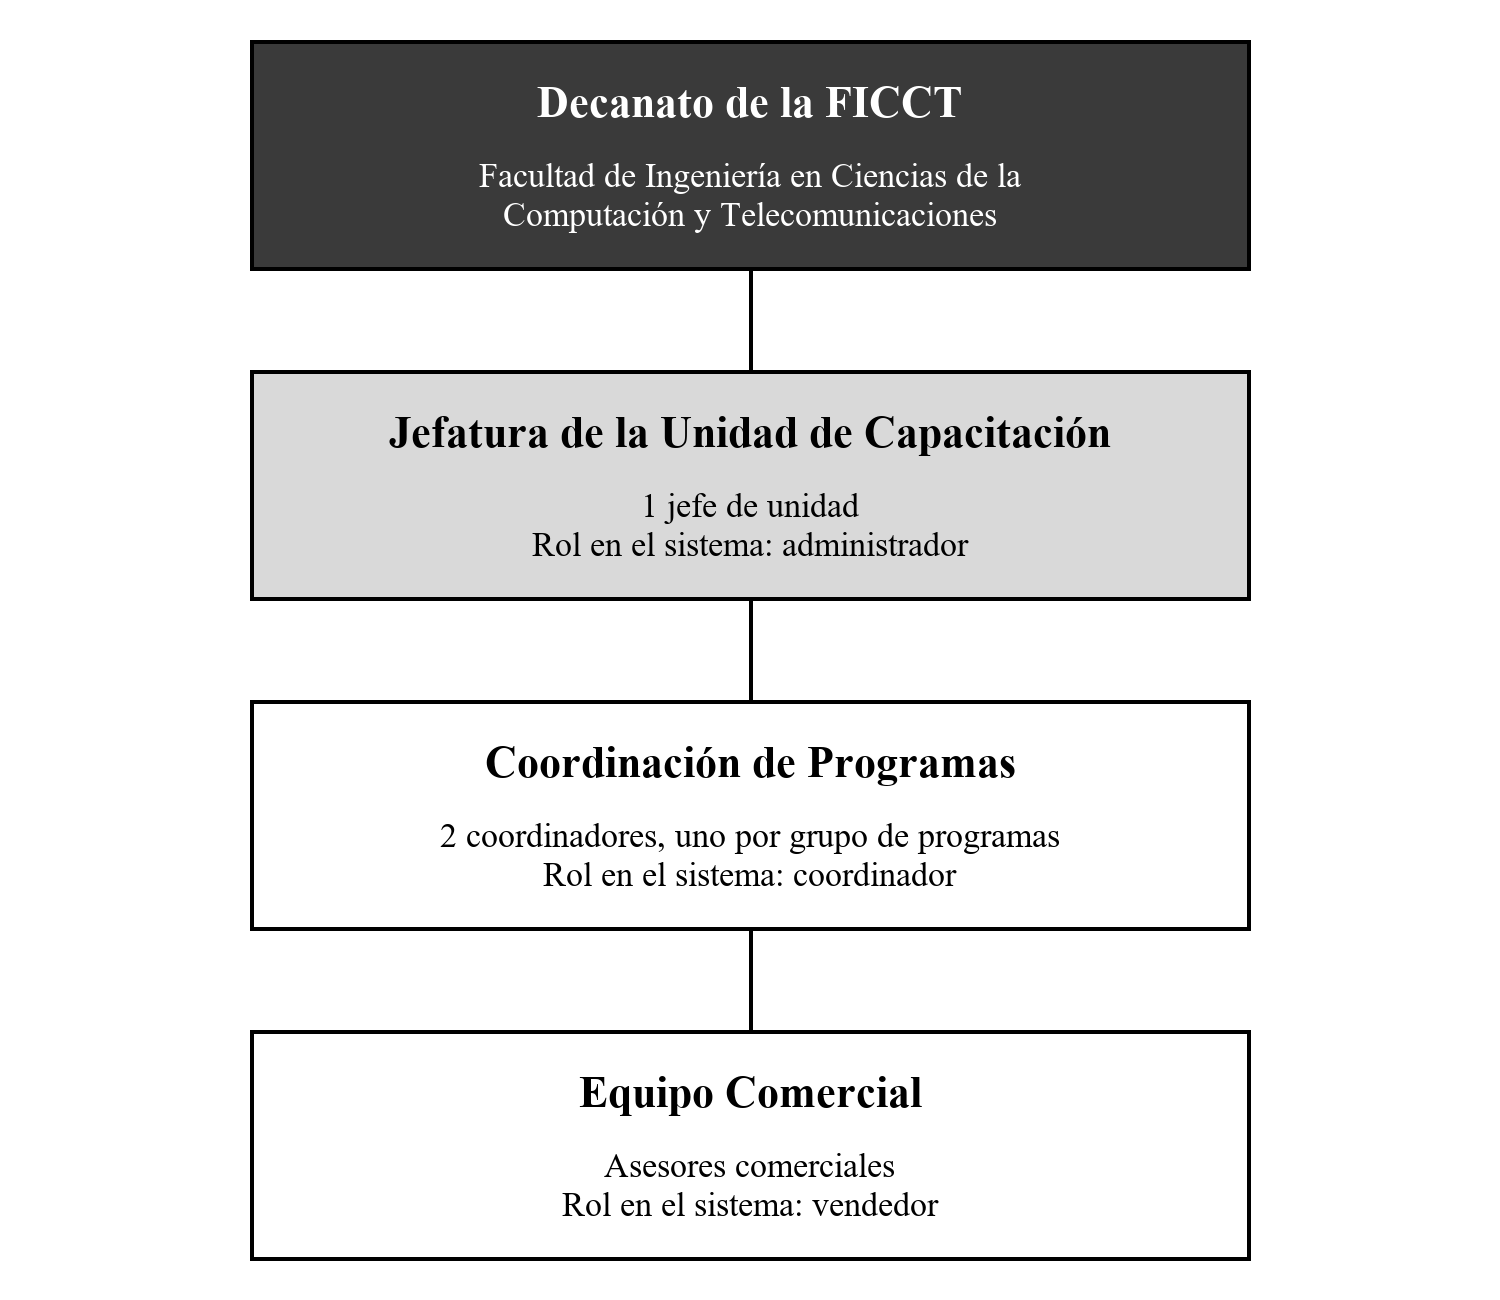 Decanato de la FICCT
Facultad de Ingeniería en Ciencias de la
Computación y Telecomunicaciones
Jefatura de la Unidad de Capacitación
1 jefe de unidad
Rol en el sistema: administrador
Coordinación de Programas
2 coordinadores, uno por grupo de programas
Rol en el sistema: coordinador
Equipo Comercial
Asesores comerciales
Rol en el sistema: vendedor